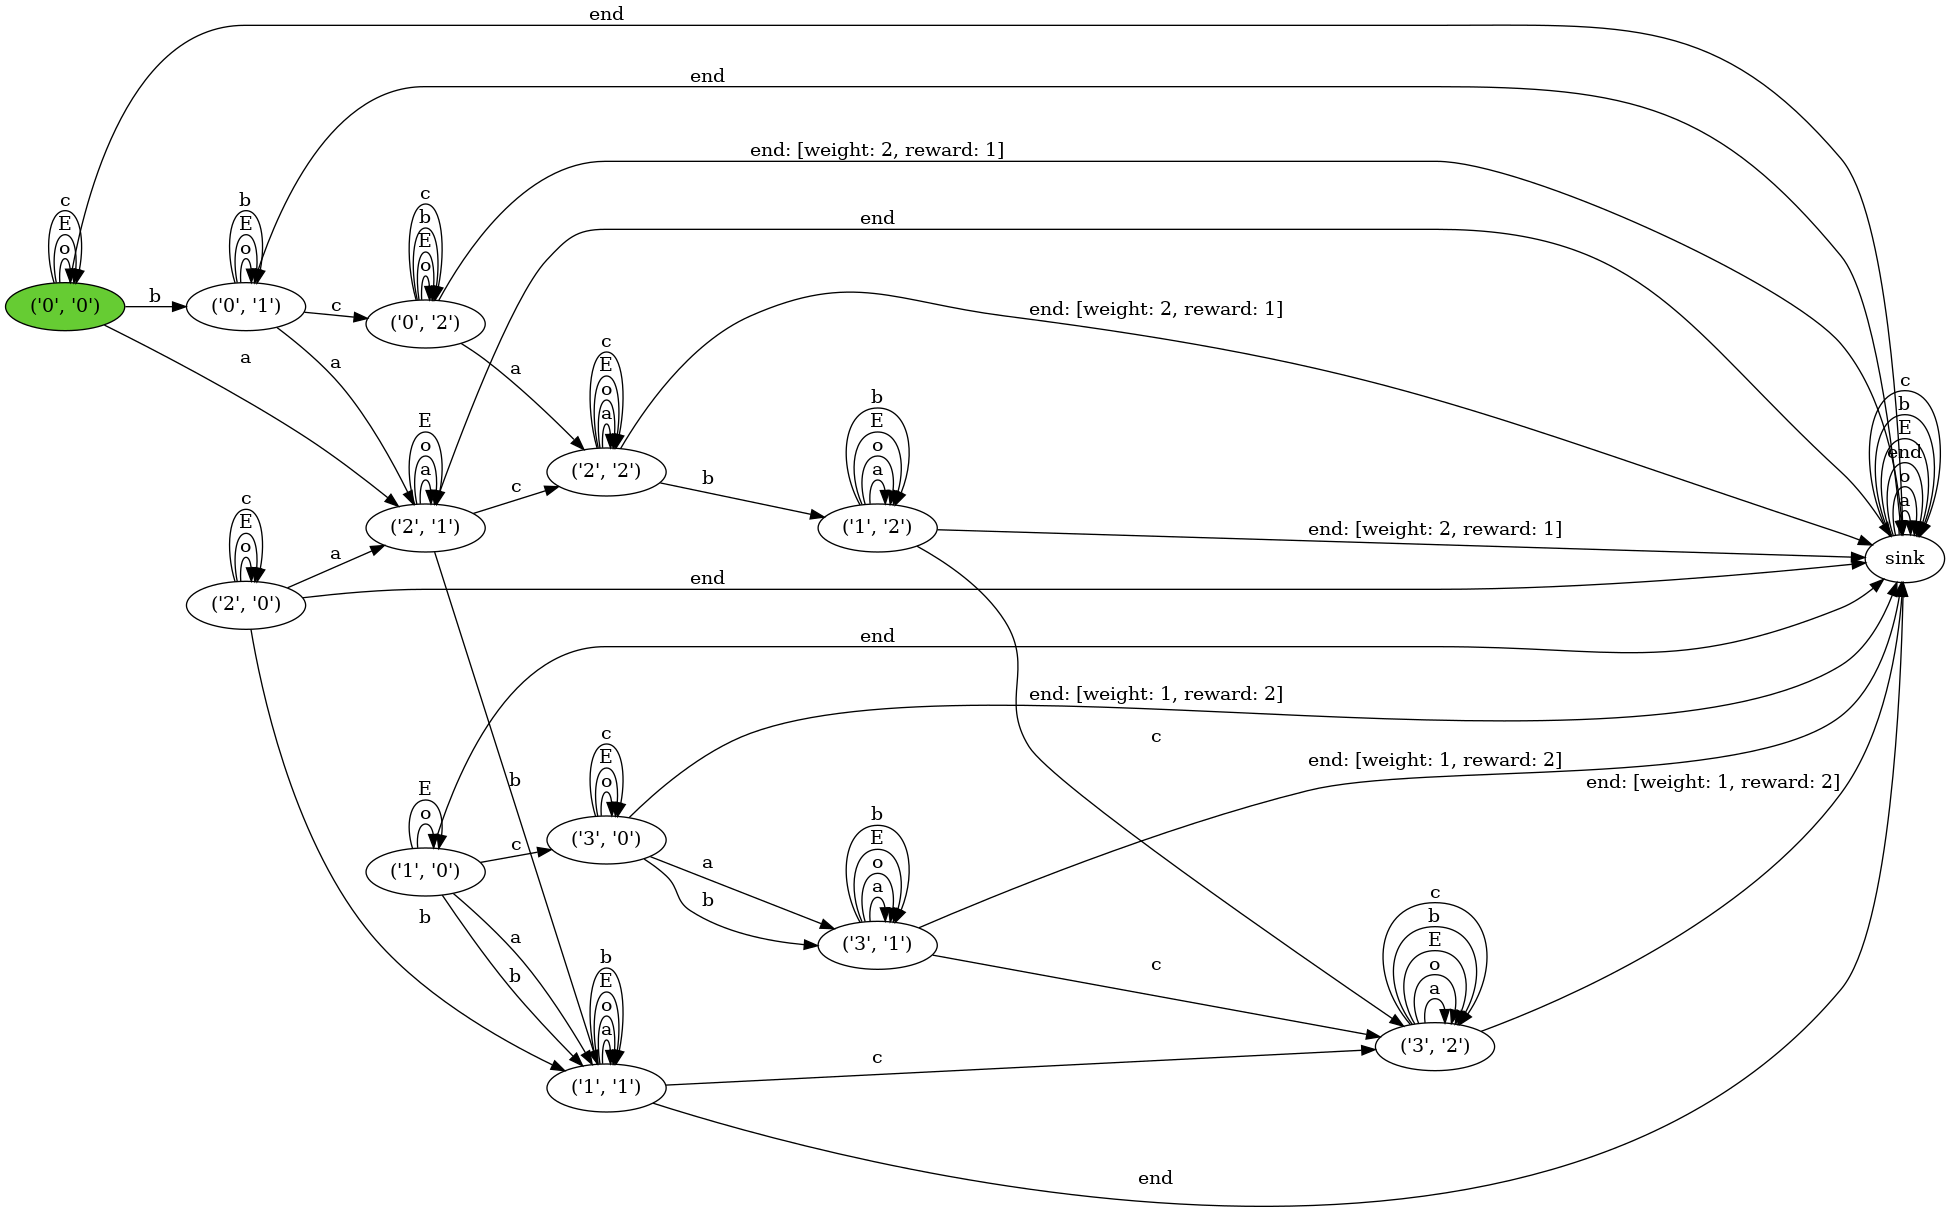 end
end
end: [weight: 2, reward: 1]
c
E
o
b
E
o
c
b
E
o
end
('0', '0')
b
('0', '1')
c
('0', '2')
end: [weight: 2, reward: 1]
a
a
a
c
E
o
a
b
E
o
a
c
b
E
end
o
a
E
o
a
('2', '1')
c
('2', '2')
b
('1', '2')
end: [weight: 2, reward: 1]
sink
c
E
o
('2', '0')
a
end
end
end: [weight: 1, reward: 2]
c
end: [weight: 1, reward: 2]
end: [weight: 1, reward: 2]
b
E
o
('1', '0')
c
c
E
o
('3', '0')
a
b
b
E
o
a
('3', '1')
b
a
b
c
c
b
E
o
a
('3', '2')
b
E
o
a
('1', '1')
c
end